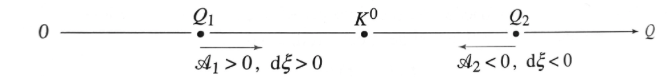 0 Q₁ K⁰ Q₂ Q
𝒜₁ > 0, dξ > 0 𝒜₂ < 0, dξ < 0